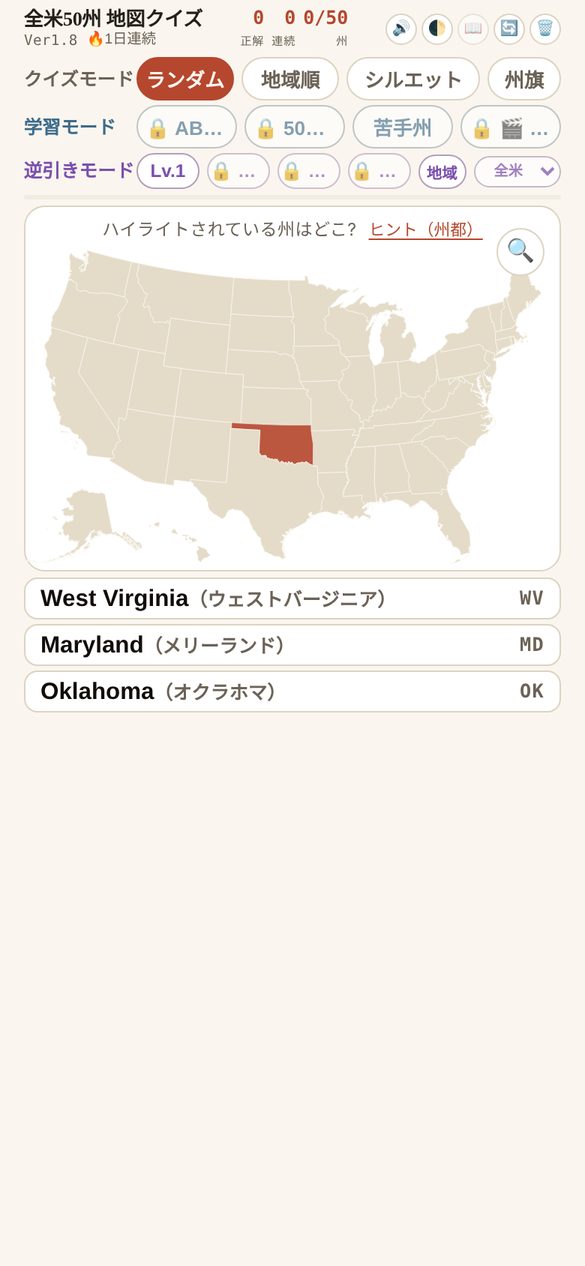 全米50州 地図クイズ
Ver1.8 🔥1日連続
0 0 0/50
正解 連続 州
クイズモード ランダム 地域順 シルエット 州旗
学習モード 🔒 AB… 🔒 50… 苦手州 🔒 🎬 …
逆引きモード Lv.1 🔒 … 🔒 … 🔒 … 地域 全米
ハイライトされている州はどこ? ヒント（州都）
West Virginia（ウェストバージニア） WV
Maryland（メリーランド） MD
Oklahoma（オクラホマ） OK